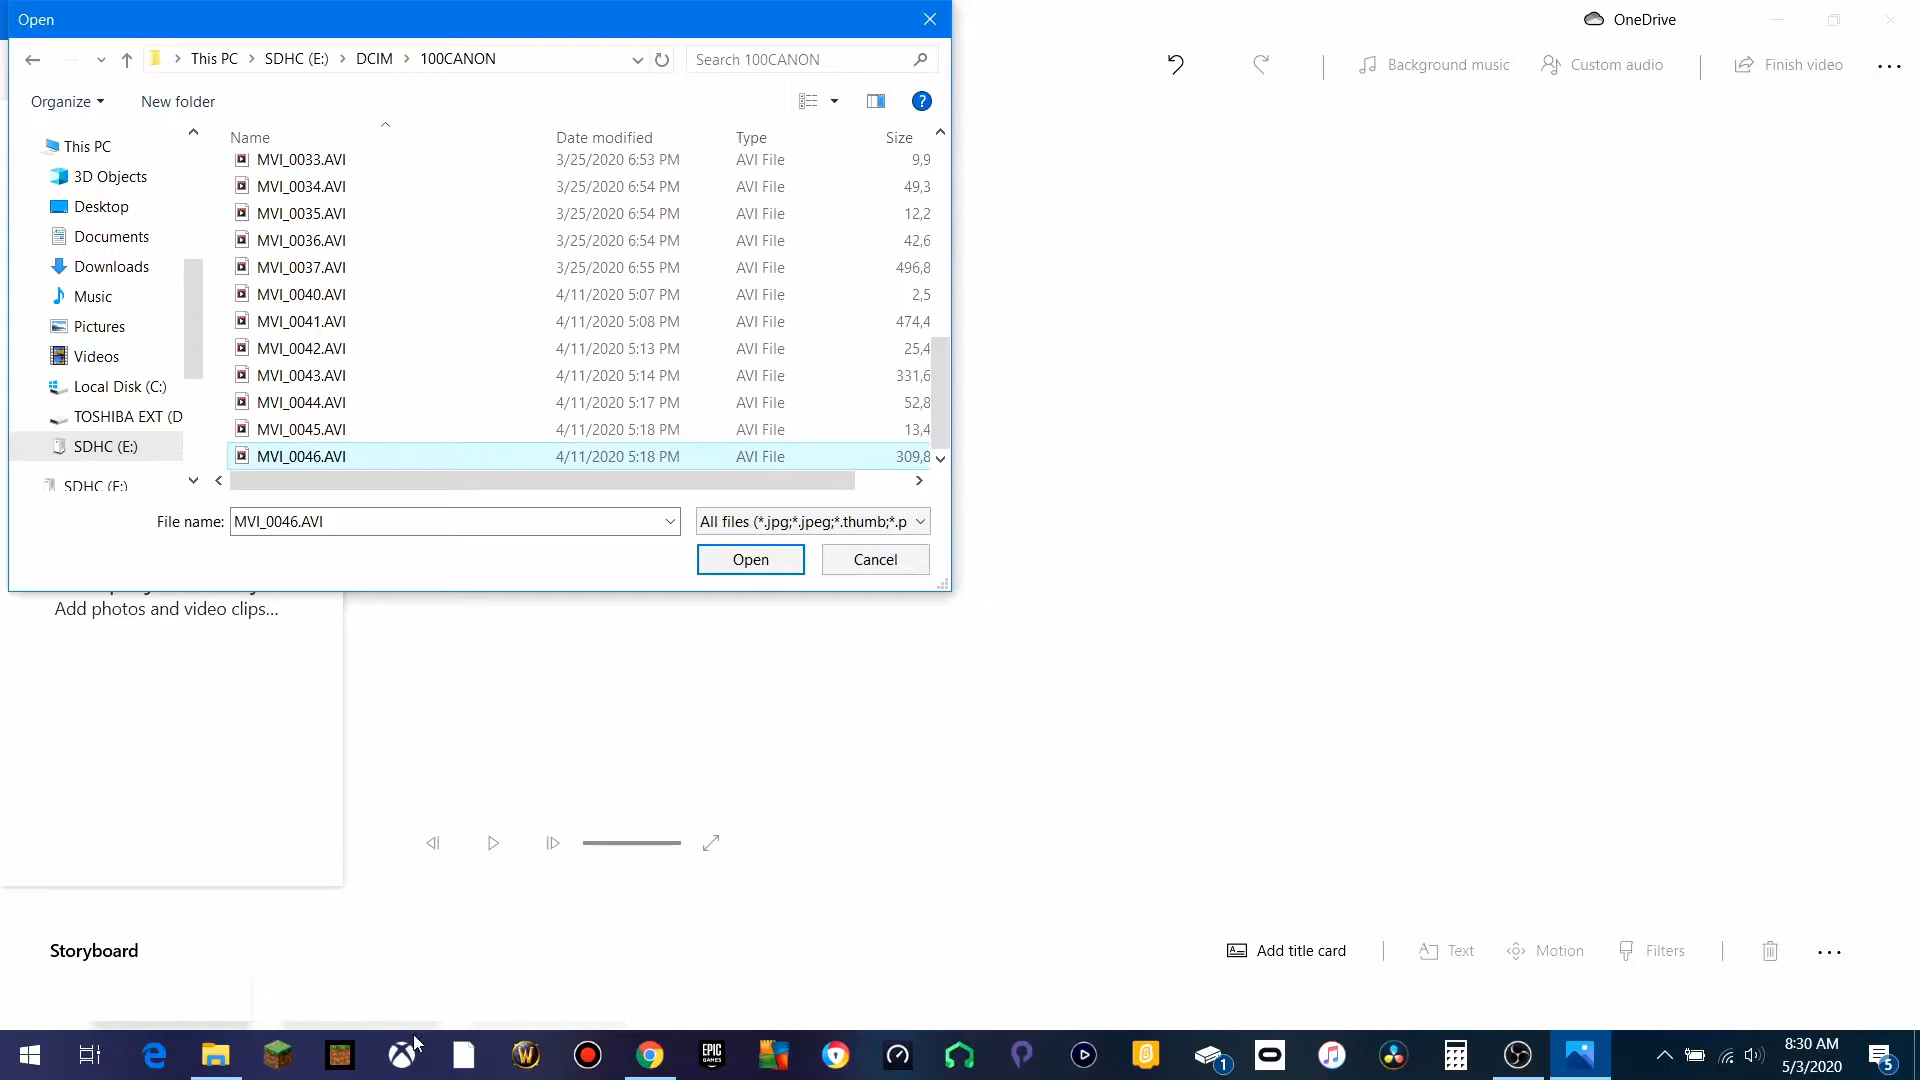 Open
OneDrive
This PC > SDHC (E:) > DCIM > 100CANON
Search 100CANON
Background music
Custom audio
Finish video
Organize
New folder
Name Date modified Type Size
This PC
3D Objects
Desktop
Documents
Downloads
Music
Pictures
Videos
Local Disk (C:)
TOSHIBA EXT (D
SDHC (E:)
SDHC (E:)
MVI_0033.AVI 3/25/2020 6:53 PM AVI File 9,9
MVI_0034.AVI 3/25/2020 6:54 PM AVI File 49,3
MVI_0035.AVI 3/25/2020 6:54 PM AVI File 12,2
MVI_0036.AVI 3/25/2020 6:54 PM AVI File 42,6
MVI_0037.AVI 3/25/2020 6:55 PM AVI File 496,8
MVI_0040.AVI 4/11/2020 5:07 PM AVI File 2,5
MVI_0041.AVI 4/11/2020 5:08 PM AVI File 474,4
MVI_0042.AVI 4/11/2020 5:13 PM AVI File 25,4
MVI_0043.AVI 4/11/2020 5:14 PM AVI File 331,6
MVI_0044.AVI 4/11/2020 5:17 PM AVI File 52,8
MVI_0045.AVI 4/11/2020 5:18 PM AVI File 13,4
MVI_0046.AVI 4/11/2020 5:18 PM AVI File 309,8
File name: MVI_0046.AVI
All files (*.jpg;*.jpeg;*.thumb;*.p
Open
Cancel
Add photos and video clips...
Storyboard
Add title card
Text
Motion
Filters
EPIC
GAMES
1
8:30 AM
5/3/2020
5